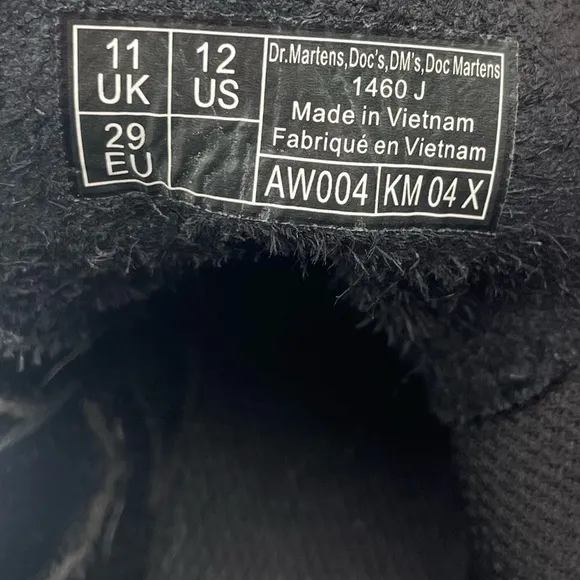 11 UK
12 US
29 EU
Dr.Martens,Doc's,DM's,Doc Martens
1460 J
Made in Vietnam
Fabriqué en Vietnam
AW004 KM 04 X